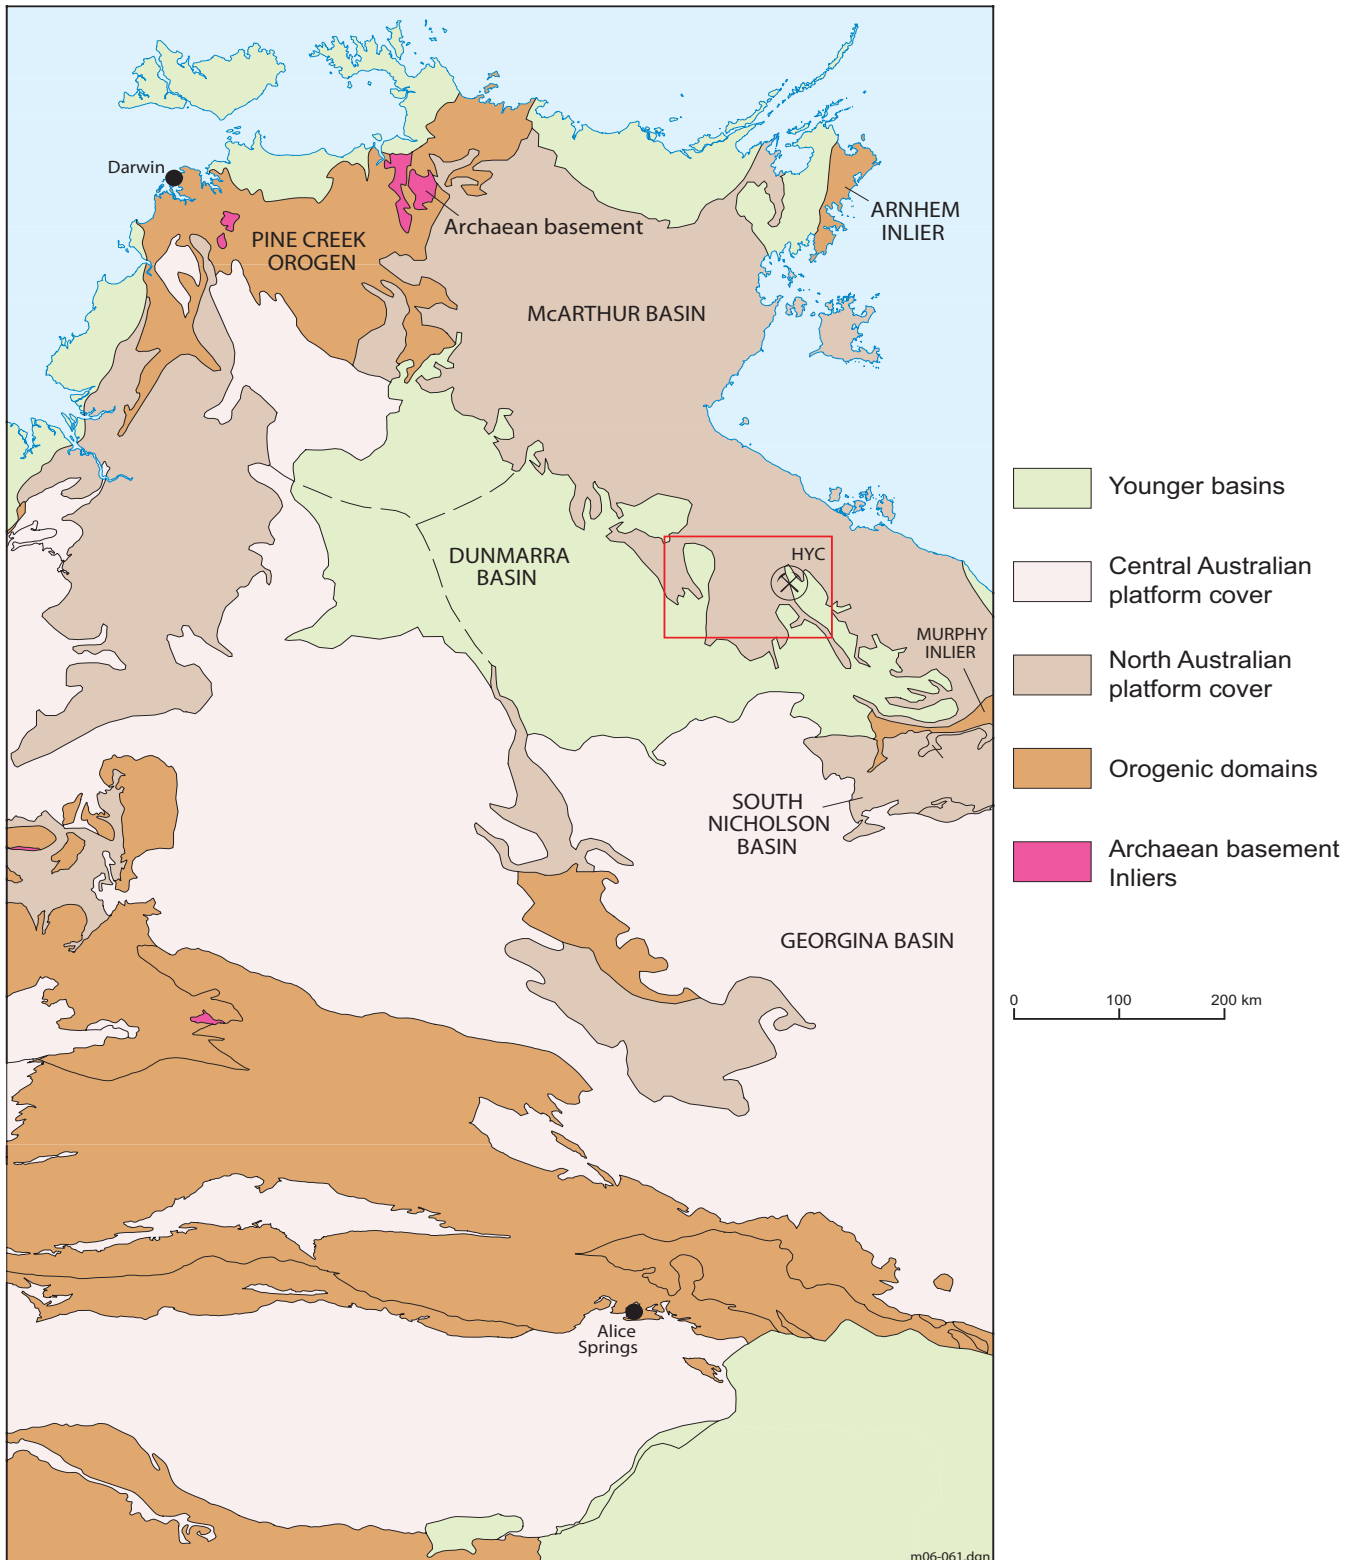 Darwin
Archaean basement
PINE CREEK
OROGEN
ARNHEM
INLIER
McARTHUR BASIN
DUNMARRA
BASIN
HYC
MURPHY
INLIER
SOUTH
NICHOLSON
BASIN
GEORGINA BASIN
Alice
Springs
m06-061.dgn
Younger basins
Central Australian
platform cover
North Australian
platform cover
Orogenic domains
Archaean basement
Inliers
0 100 200 km